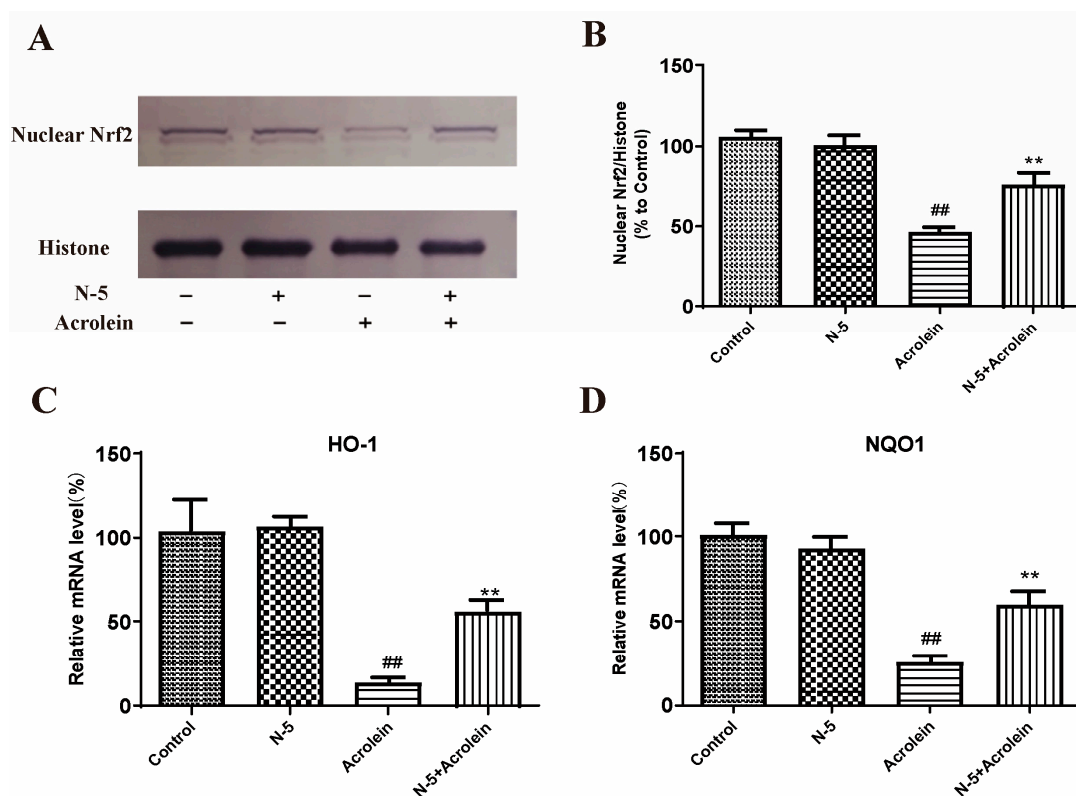 A
Nuclear Nrf2
Histone
N-5 − + − +
Acrolein − − + +
B
Nuclear Nrf2/Histone
(% to Control)
150
100
50
0
##
**
Control
N-5
Acrolein
N-5+Acrolein
C
HO-1
Relative mRNA level(%)
150
100
50
0
##
**
Control
N-5
Acrolein
N-5+Acrolein
D
NQO1
Relative mRNA level(%)
150
100
50
0
##
**
Control
N-5
Acrolein
N-5+Acrolein